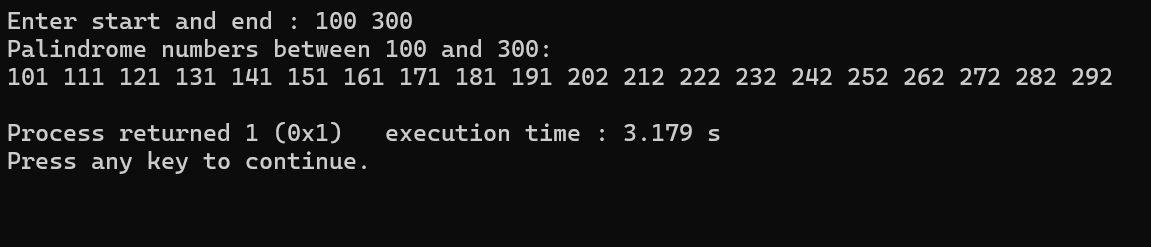 Enter start and end : 100 300
Palindrome numbers between 100 and 300:
101 111 121 131 141 151 161 171 181 191 202 212 222 232 242 252 262 272 282 292
Process returned 1 (0x1)   execution time : 3.179 s
Press any key to continue.